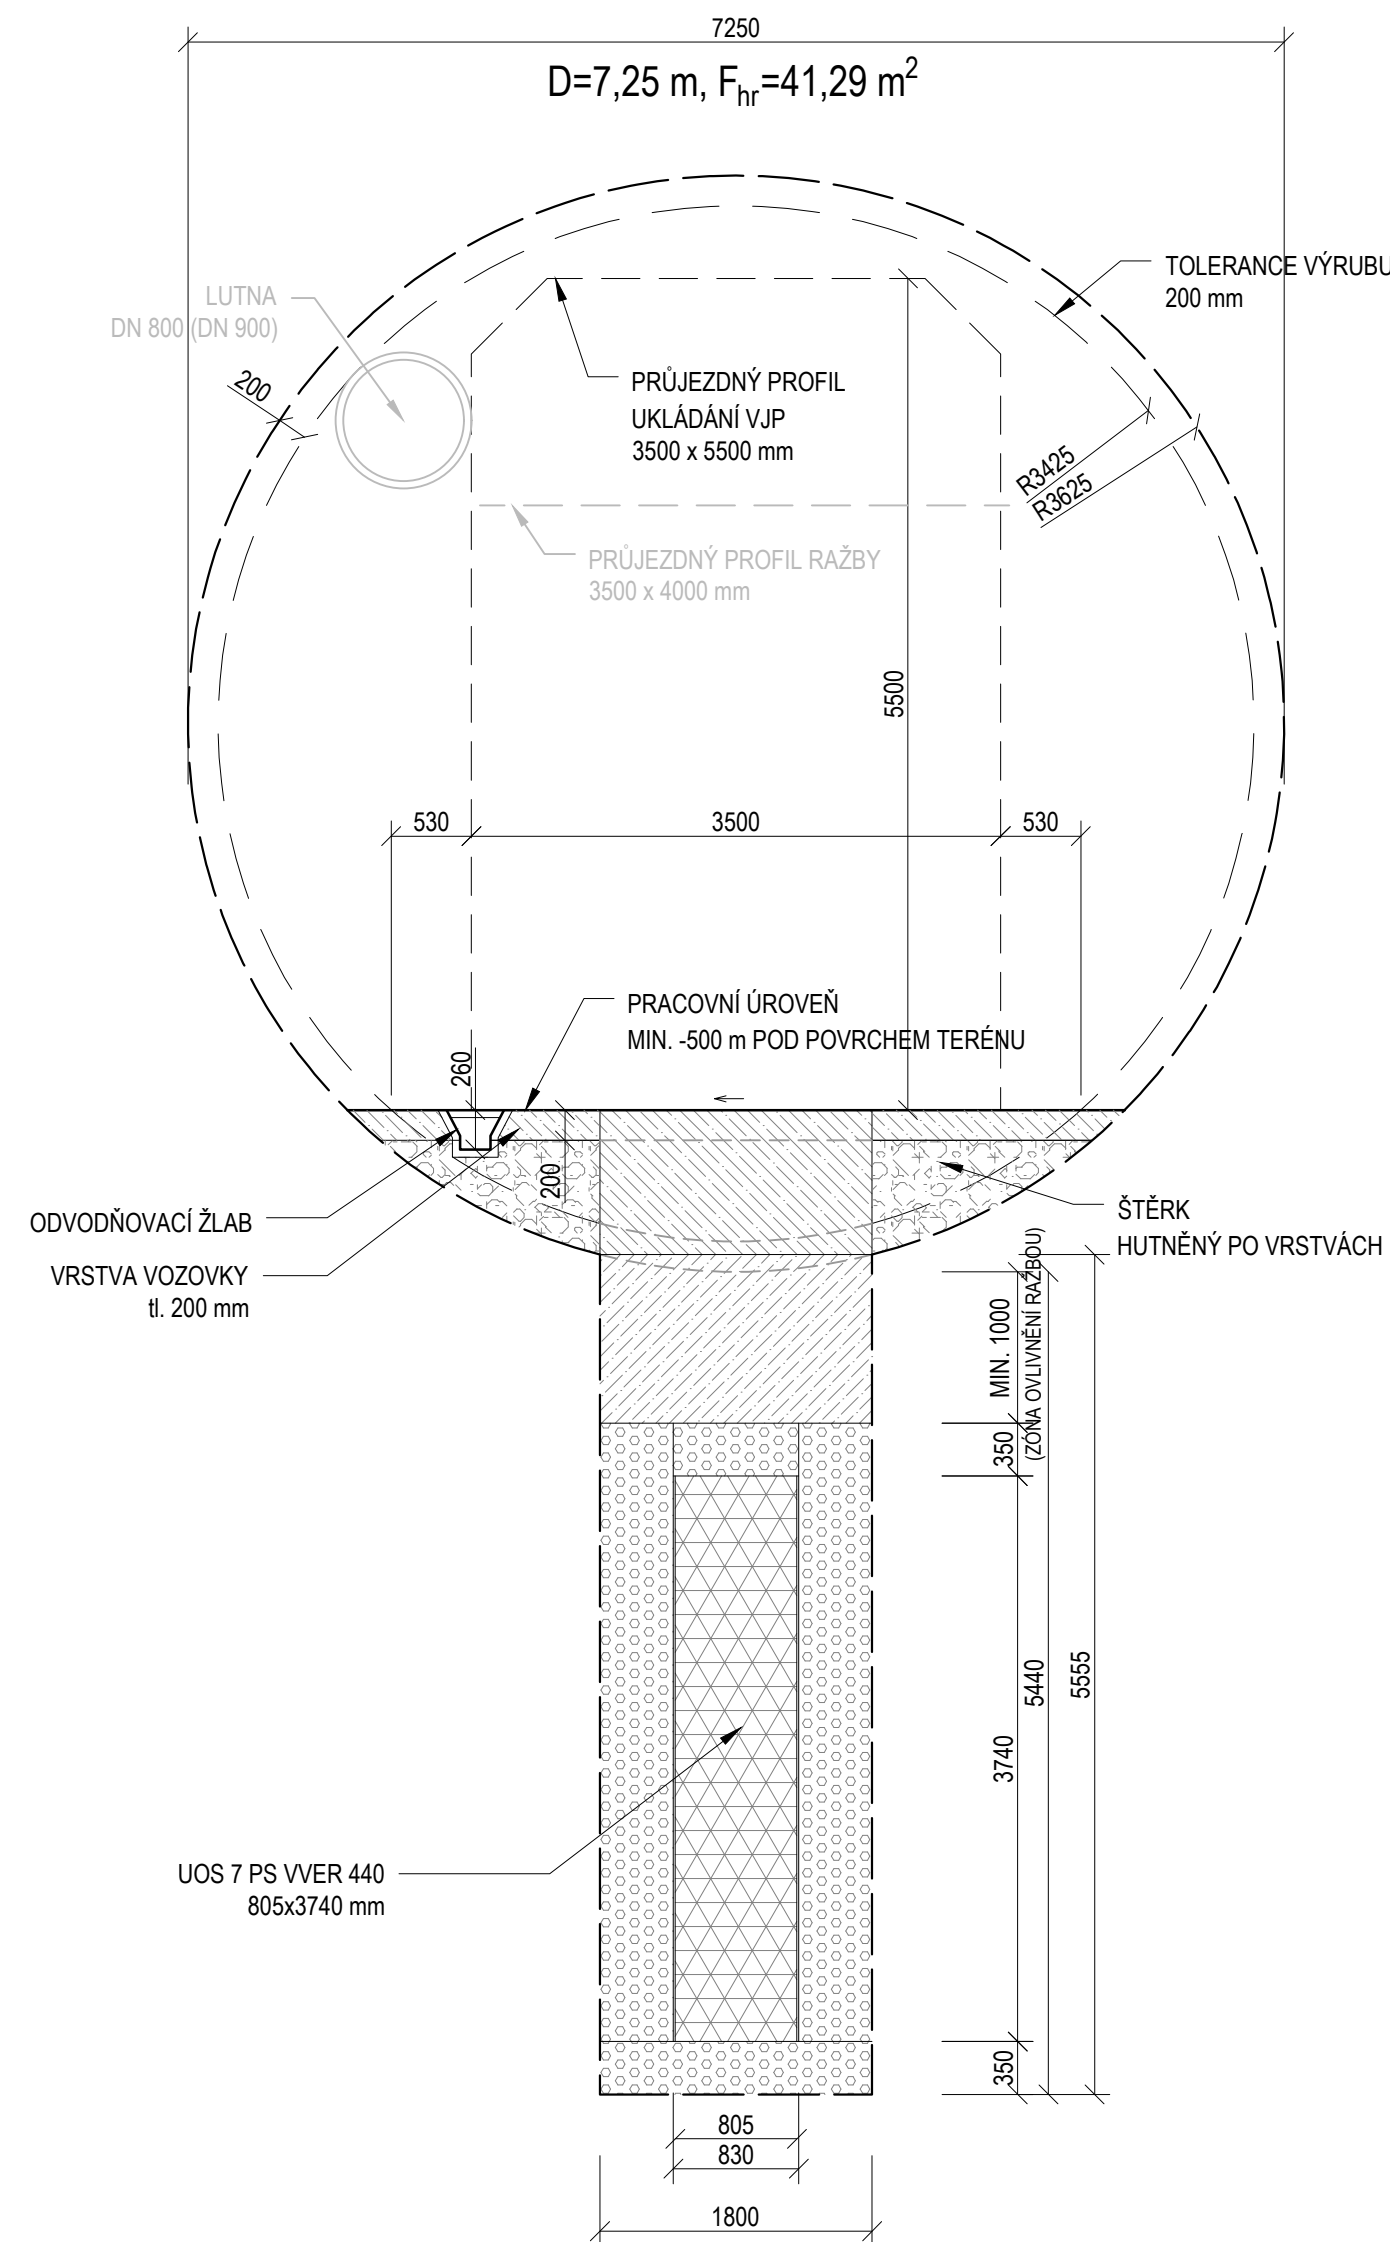 7250
D=7,25 m, Fhr=41,29 m²
TOLERANCE VÝRUBU
200 mm
LUTNA
DN 800 (DN 900)
200
PRŮJEZDNÝ PROFIL
UKLÁDÁNÍ VJP
3500 x 5500 mm
R3425
R3625
PRŮJEZDNÝ PROFIL RAŽBY
3500 x 4000 mm
5500
530
3500
530
PRACOVNÍ ÚROVEŇ
MIN. -500 m POD POVRCHEM TERÉNU
260
200
ODVODŇOVACÍ ŽLAB
VRSTVA VOZOVKY
tl. 200 mm
ŠTĚRK
HUTNĚNÝ PO VRSTVÁCH
MIN. 1000
(ZÓNA OVLIVNĚNÍ RAŽBOU)
350
3740
5440
5555
UOS 7 PS VVER 440
805x3740 mm
350
805
830
1800